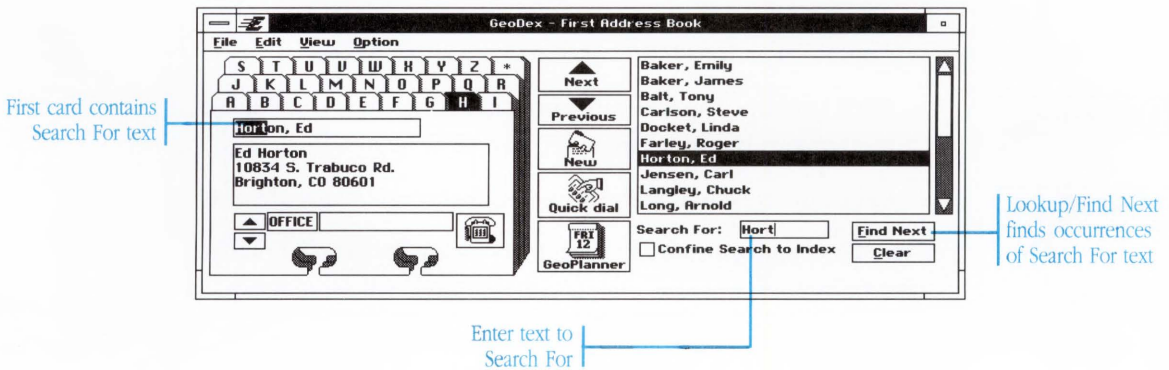 GeoDex - First Address Book
File Edit View Option
S T U V W X Y Z *
J K L M N O P Q R
A B C D E F G H I
Horton, Ed
Ed Horton
10834 S. Trabuco Rd.
Brighton, CO 80601
OFFICE
Next
Previous
New
Quick dial
FRI
12
GeoPlanner
Baker, Emily
Baker, James
Balt, Tony
Carlson, Steve
Docket, Linda
Farley, Roger
Horton, Ed
Jensen, Carl
Langley, Chuck
Long, Arnold
Search For: Hort
Find Next
Confine Search to Index
Clear
First card contains
Search For text
Lookup/Find Next
finds occurrences
of Search For text
Enter text to
Search For